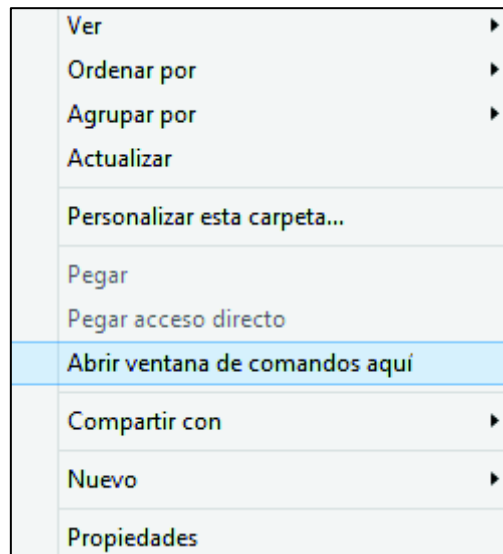 Ver
Ordenar por
Agrupar por
Actualizar
Personalizar esta carpeta...
Pegar
Pegar acceso directo
Abrir ventana de comandos aquí
Compartir con
Nuevo
Propiedades